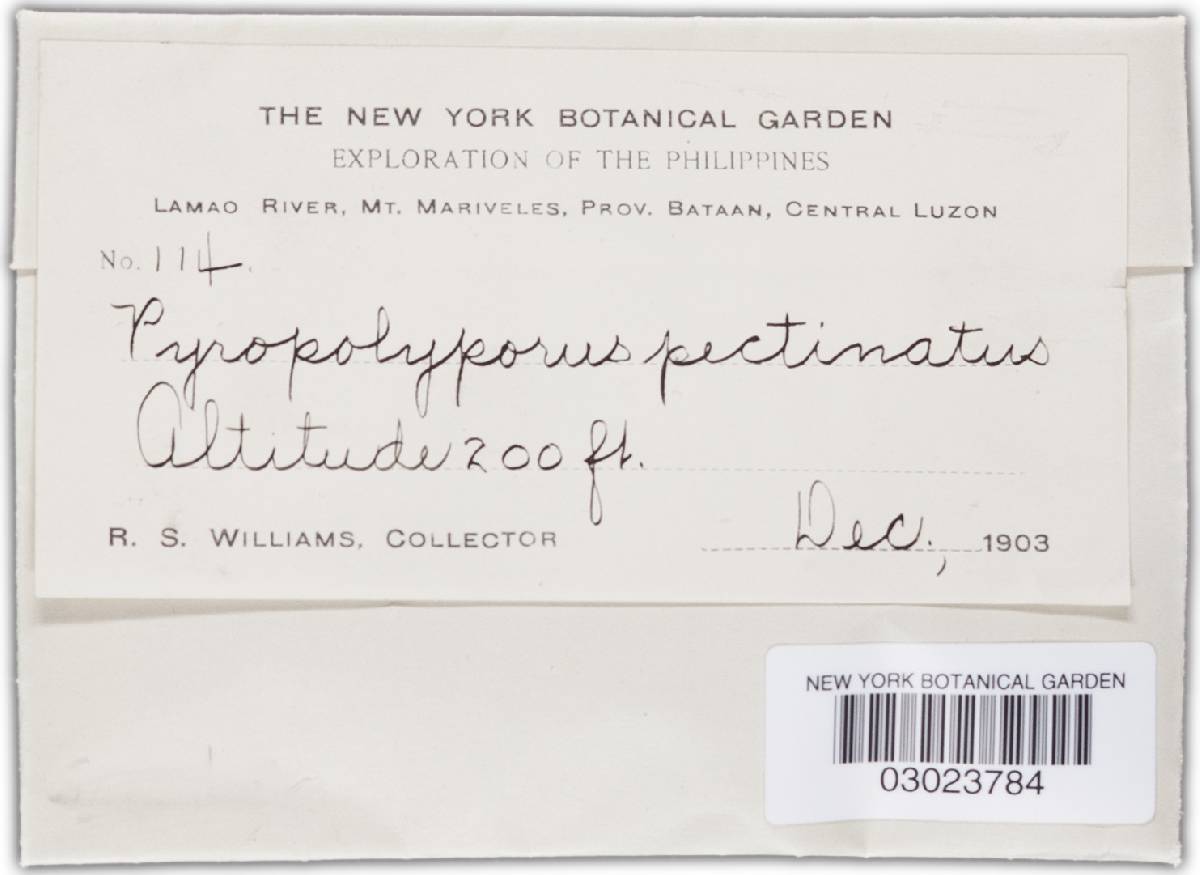 THE NEW YORK BOTANICAL GARDEN
EXPLORATION OF THE PHILIPPINES
LAMAO RIVER, MT. MARIVELES, PROV. BATAAN, CENTRAL LUZON
No. 114.
Pyropolyporus pectinatus
Altitude 200 ft.
R. S. WILLIAMS, COLLECTOR Dec., 1903
NEW YORK BOTANICAL GARDEN
03023784